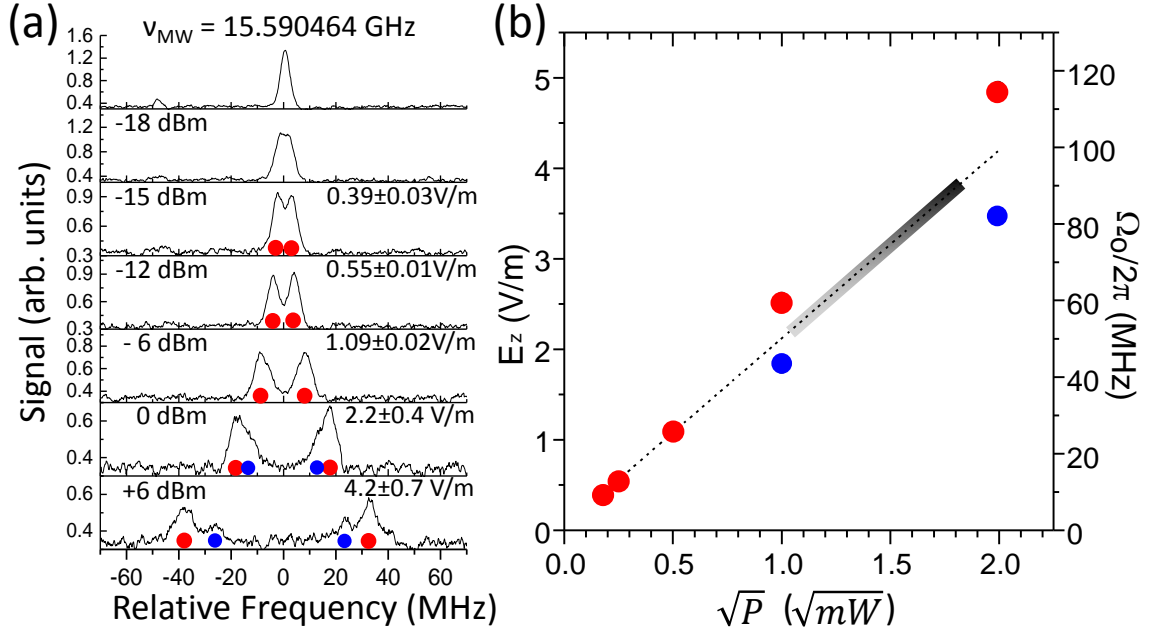 (a)
ν_MW = 15.590464 GHz
1.6
1.2
0.8
0.4
-18 dBm
1.2
0.8
0.4
-15 dBm 0.39±0.03V/m
0.9
0.6
0.3
-12 dBm 0.55±0.01V/m
0.9
0.6
0.3
- 6 dBm 1.09±0.02V/m
0.8
0.6
0.4
0 dBm 2.2±0.4 V/m
0.6
0.4
+6 dBm 4.2±0.7 V/m
0.6
0.4
-60 -40 -20 0 20 40 60
Relative Frequency (MHz)
Signal (arb. units)
(b)
5
4
3
2
1
0
E_z (V/m)
0.0 0.5 1.0 1.5 2.0
√P (√mW)
120
100
80
60
40
20
0
Ω_o/2π (MHz)